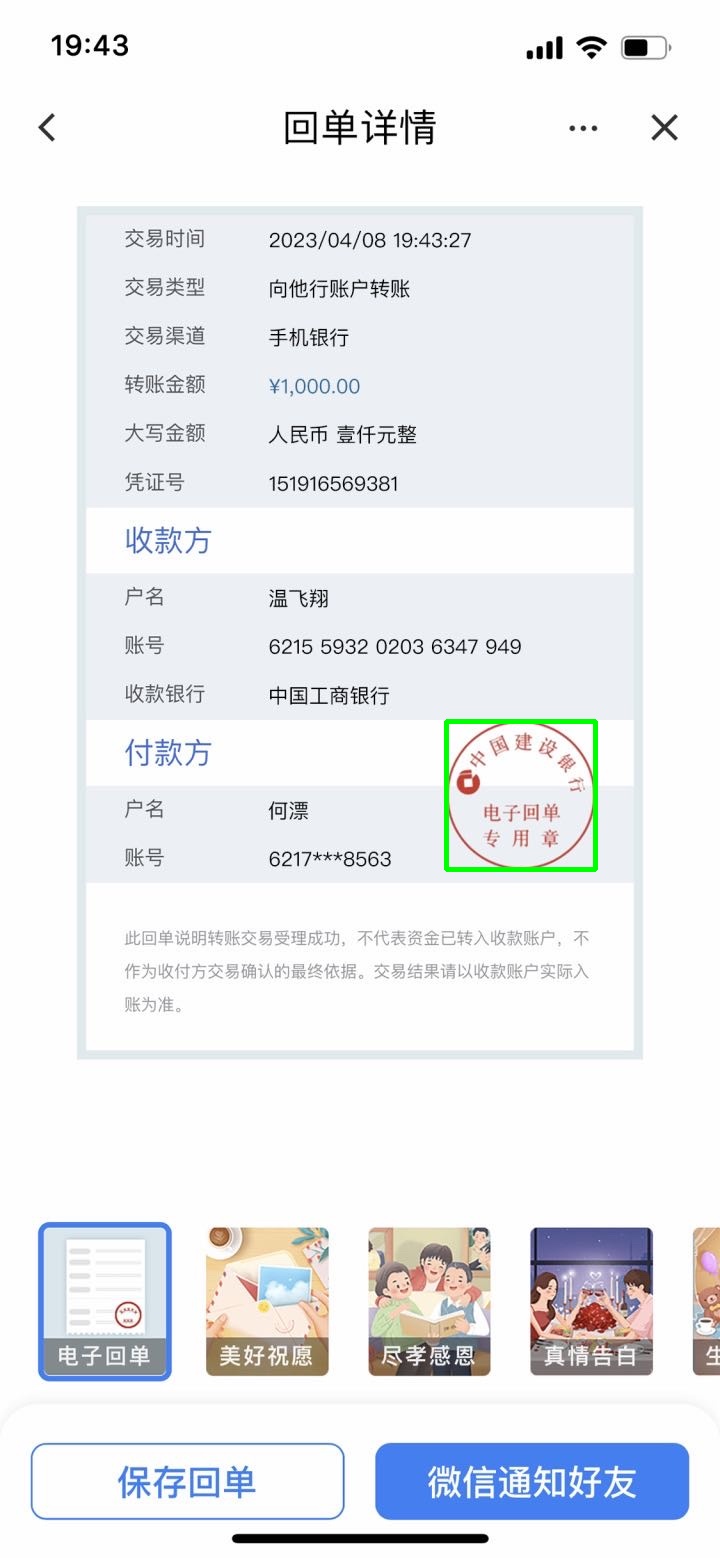 19:43
回单详情
交易时间 2023/04/08 19:43:27
交易类型 向他行账户转账
交易渠道 手机银行
转账金额 ¥1,000.00
大写金额 人民币 壹仟元整
凭证号 151916569381
收款方
户名 温飞翔
账号 6215 5932 0203 6347 949
收款银行 中国工商银行
付款方
中国建设银行
电子回单
专用章
户名 何漂
账号 6217***8563
此回单说明转账交易受理成功，不代表资金已转入收款账户，不
作为收付方交易确认的最终依据。交易结果请以收款账户实际入
账为准。
电子回单
美好祝愿
尽孝感恩
真情告白
保存回单
微信通知好友